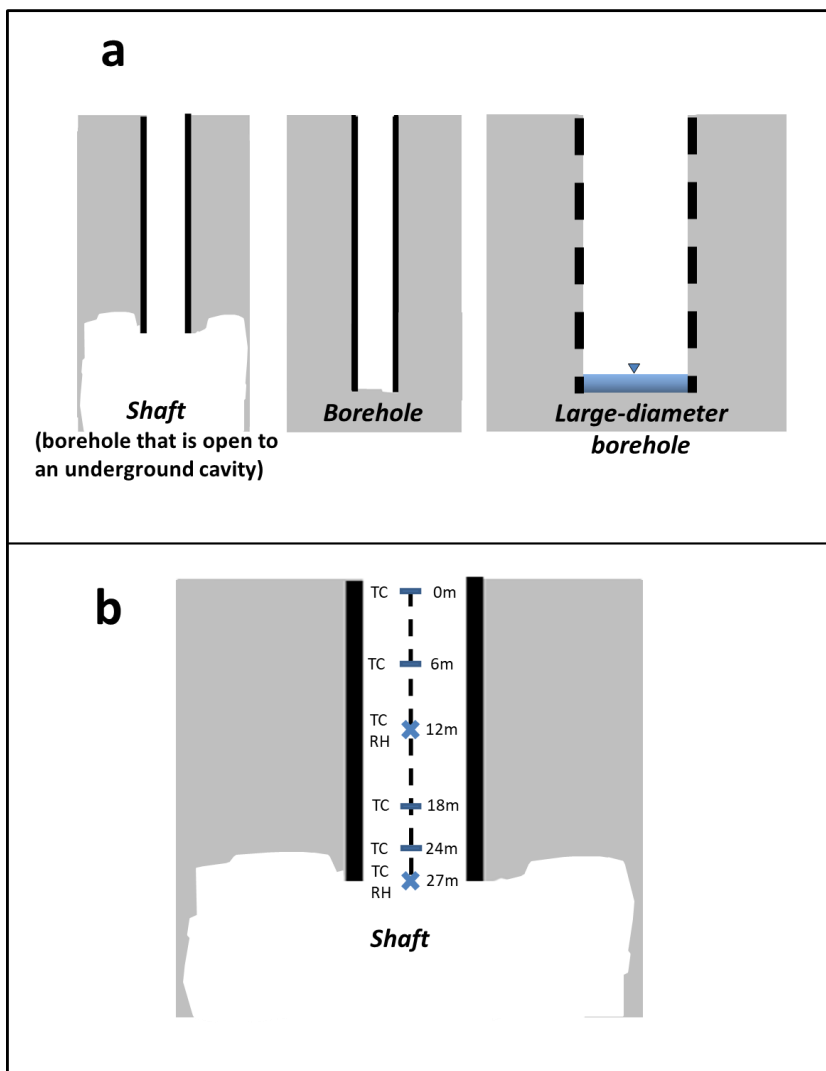 a
Shaft
(borehole that is open to
an underground cavity)
Borehole
Large-diameter
borehole
b
TC 0m
TC 6m
TC
RH 12m
TC 18m
TC 24m
TC
RH 27m
Shaft